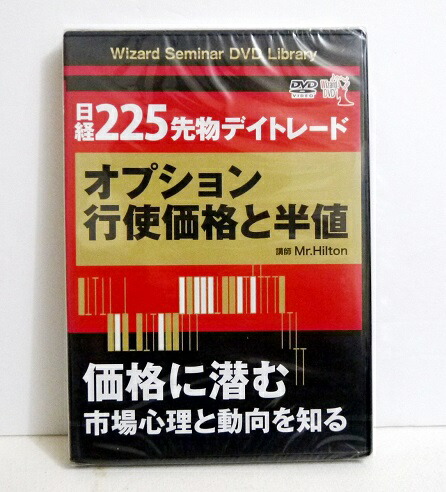 Wizard Seminar DVD Library
DVD
VIDEO
Wizard
DVD
日経225先物デイトレード
オプション
行使価格と半値
講師 Mr.Hilton
価格に潜む
市場心理と動向を知る